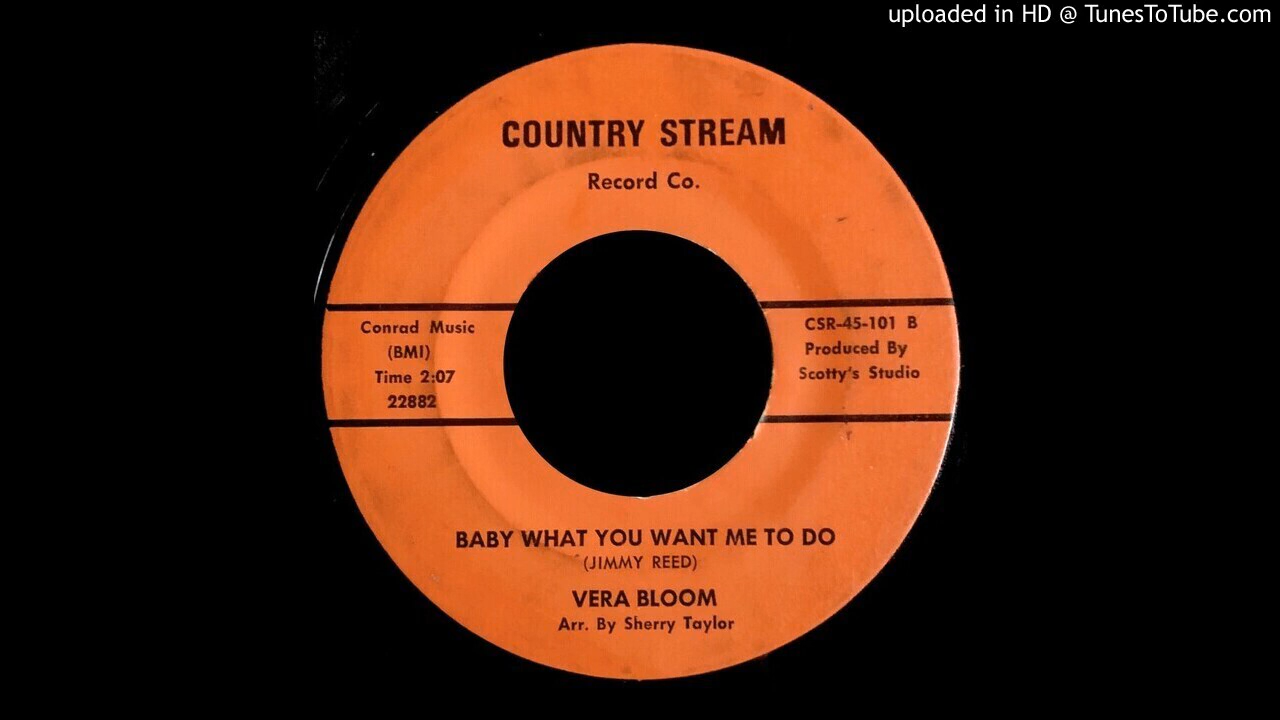 uploaded in HD @ TunesToTube.com
COUNTRY STREAM
Record Co.
Conrad Music
(BMI)
Time 2:07
22882
CSR-45-101 B
Produced By
Scotty's Studio
BABY WHAT YOU WANT ME TO DO
(JIMMY REED)
VERA BLOOM
Arr. By Sherry Taylor